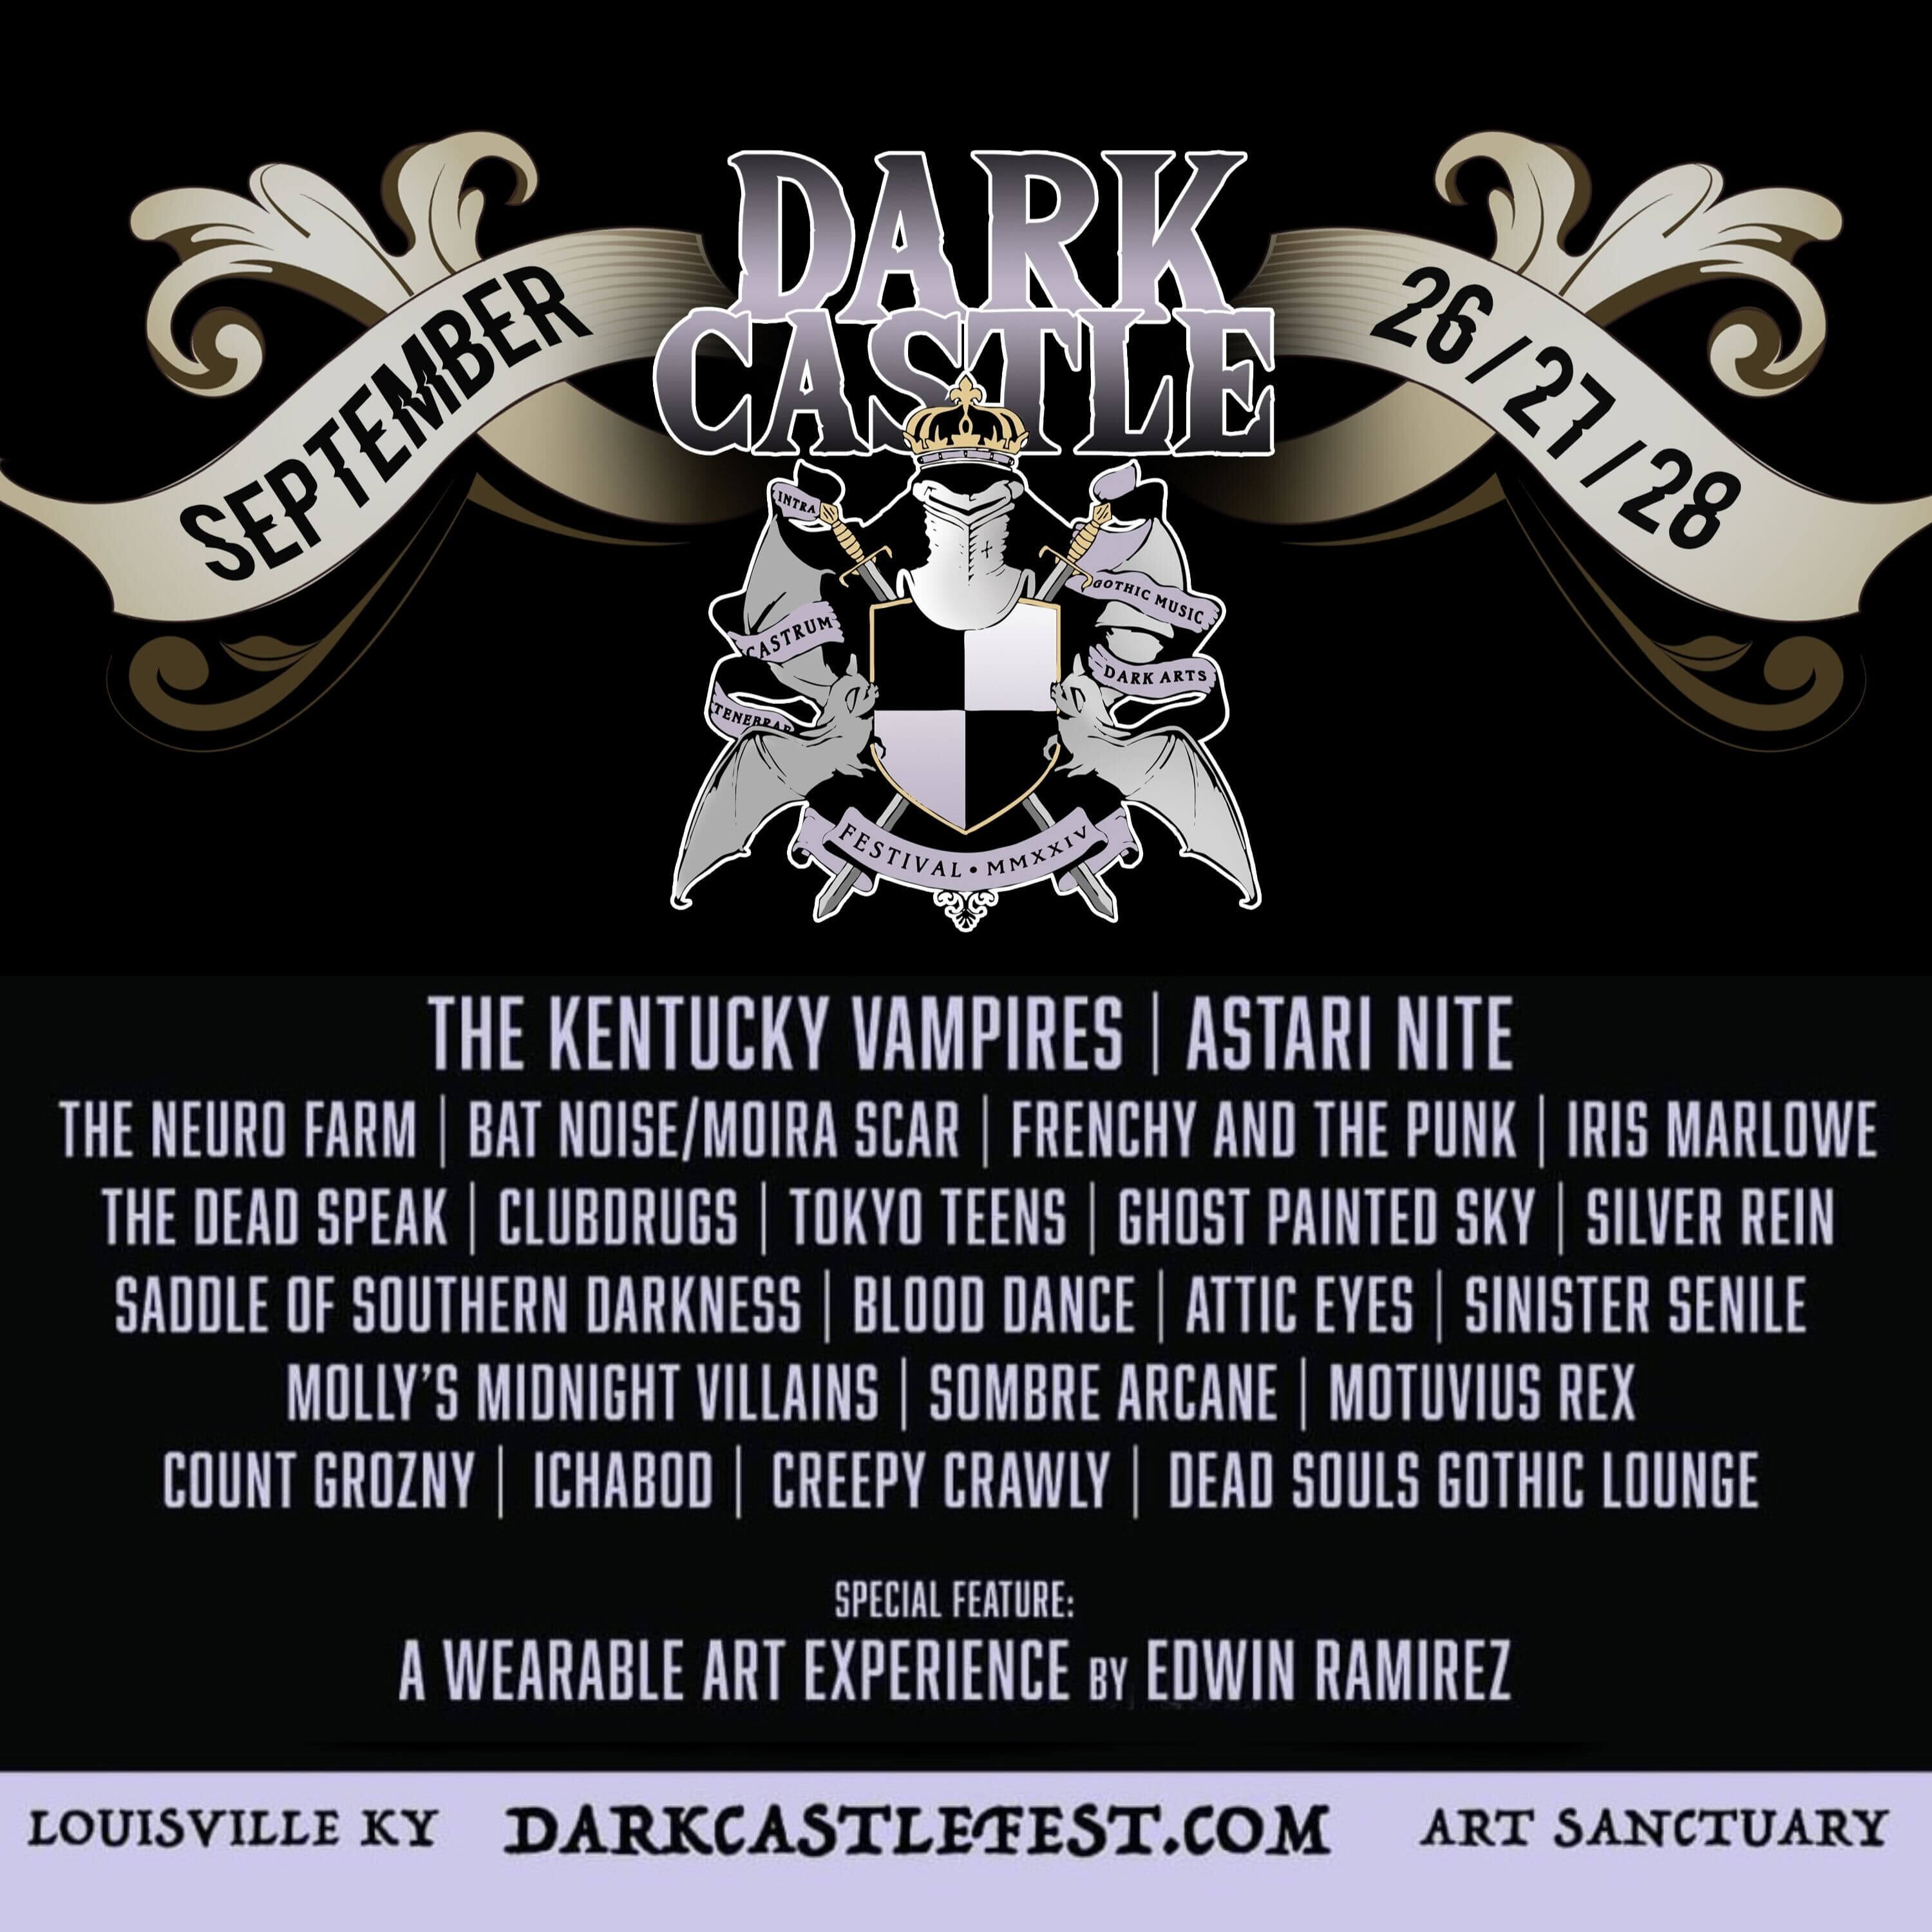 DARK
CASTLE
SEPTEMBER
26/27/28
INTRA
CASTRUM
TENEBRAE
GOTHIC MUSIC
DARK ARTS
FESTIVAL • MMXXIV
THE KENTUCKY VAMPIRES | ASTARI NITE
THE NEURO FARM | BAT NOISE/MOIRA SCAR | FRENCHY AND THE PUNK | IRIS MARLOWE
THE DEAD SPEAK | CLUBDRUGS | TOKYO TEENS | GHOST PAINTED SKY | SILVER REIN
SADDLE OF SOUTHERN DARKNESS | BLOOD DANCE | ATTIC EYES | SINISTER SENILE
MOLLY'S MIDNIGHT VILLAINS | SOMBRE ARCANE | MOTUVIUS REX
COUNT GROZNY | ICHABOD | CREEPY CRAWLY | DEAD SOULS GOTHIC LOUNGE
SPECIAL FEATURE:
A WEARABLE ART EXPERIENCE BY EDWIN RAMIREZ
LOUISVILLE KY DARKCASTLEFEST.COM ART SANCTUARY